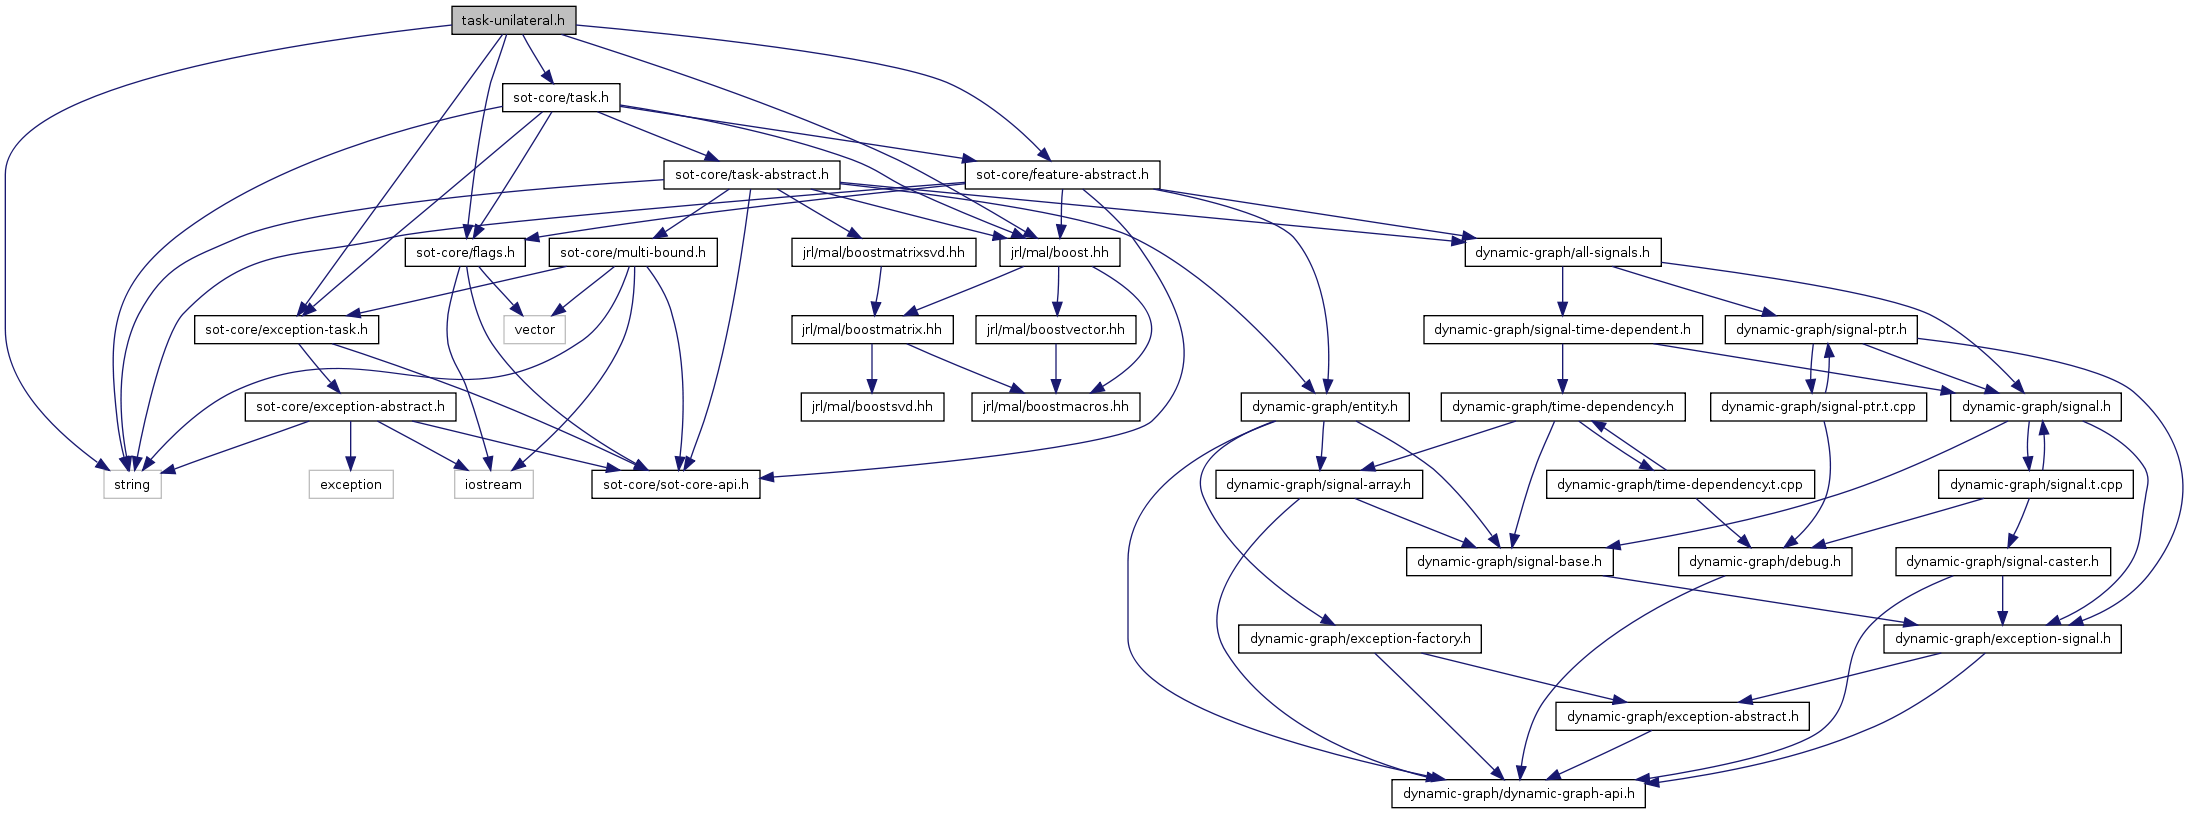 task-unilateral.h
sot-core/task.h
sot-core/task-abstract.h
sot-core/feature-abstract.h
sot-core/flags.h
sot-core/multi-bound.h
jrl/mal/boostmatrixsvd.hh
jrl/mal/boost.hh
dynamic-graph/all-signals.h
sot-core/exception-task.h
vector
jrl/mal/boostmatrix.hh
jrl/mal/boostvector.hh
dynamic-graph/signal-time-dependent.h
dynamic-graph/signal-ptr.h
sot-core/exception-abstract.h
jrl/mal/boostsvd.hh
jrl/mal/boostmacros.hh
dynamic-graph/entity.h
dynamic-graph/time-dependency.h
dynamic-graph/signal-ptr.t.cpp
dynamic-graph/signal.h
string
exception
iostream
sot-core/sot-core-api.h
dynamic-graph/signal-array.h
dynamic-graph/time-dependency.t.cpp
dynamic-graph/signal.t.cpp
dynamic-graph/signal-base.h
dynamic-graph/debug.h
dynamic-graph/signal-caster.h
dynamic-graph/exception-factory.h
dynamic-graph/exception-signal.h
dynamic-graph/exception-abstract.h
dynamic-graph/dynamic-graph-api.h